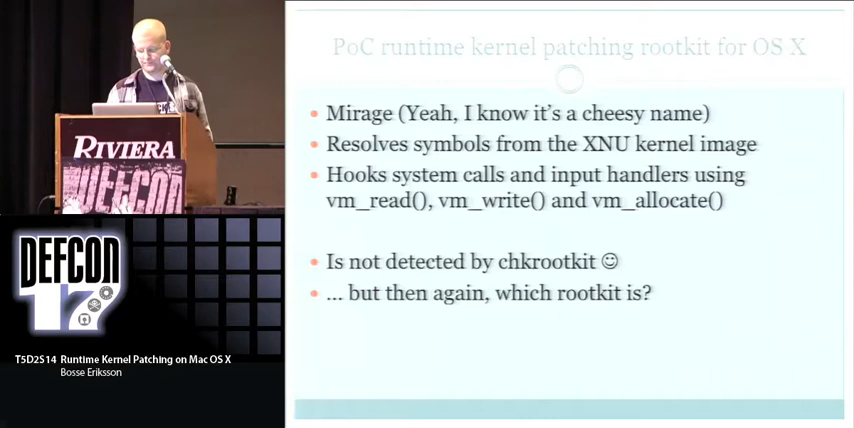 PoC runtime kernel patching rootkit for OS X
• Mirage (Yeah, I know it's a cheesy name)
• Resolves symbols from the XNU kernel image
• Hooks system calls and input handlers using
vm_read(), vm_write() and vm_allocate()
• Is not detected by chkrootkit ☺
• ... but then again, which rootkit is?
RIVIERA
DEFCON
DEFCON
17
T5D2S14 Runtime Kernel Patching on Mac OS X
Bosse Eriksson